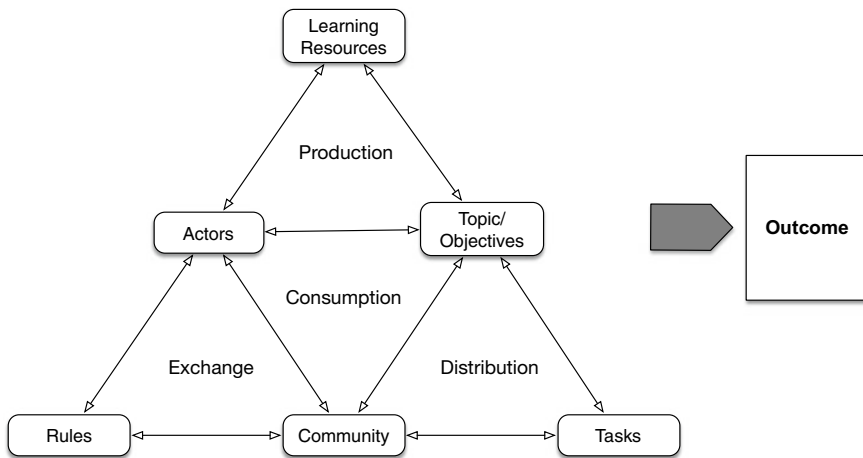 Learning
Resources
Production
Actors
Topic/
Objectives
Outcome
Consumption
Exchange
Distribution
Rules
Community
Tasks